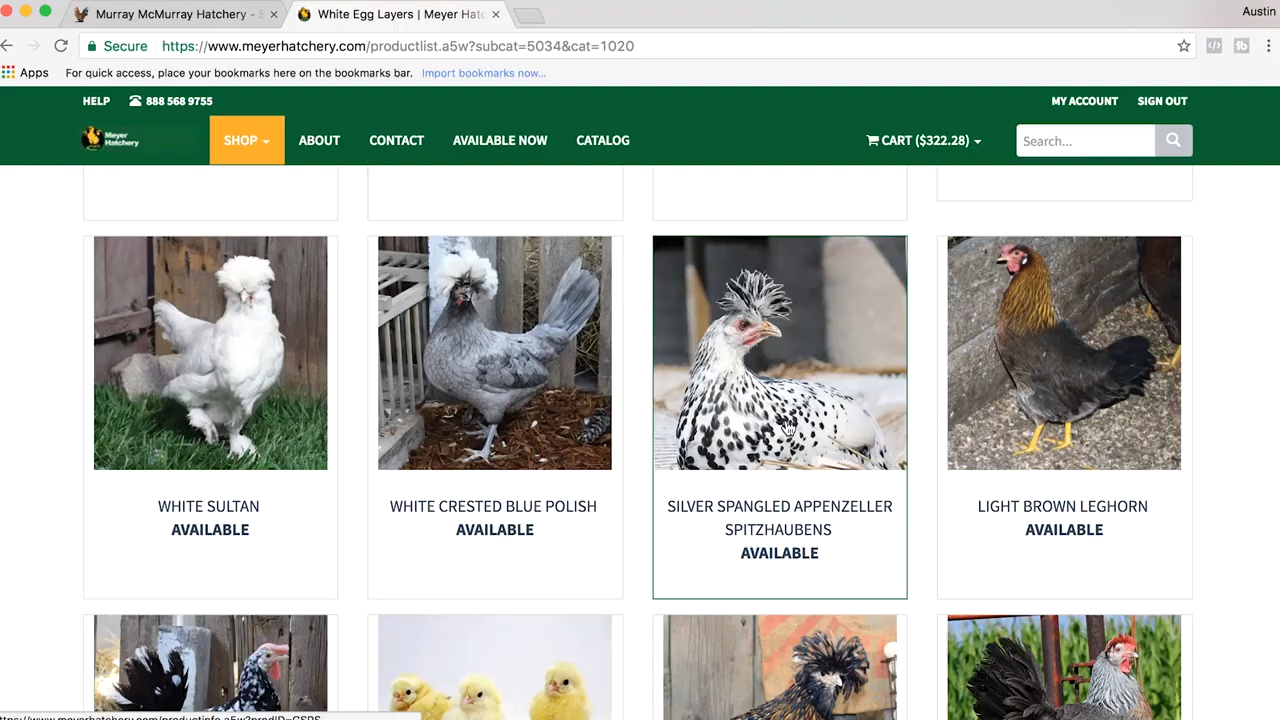 Murray McMurray Hatchery - S
White Egg Layers | Meyer Hatc
Austin
Secure https://www.meyerhatchery.com/productlist.a5w?subcat=5034&cat=1020
Apps For quick access, place your bookmarks here on the bookmarks bar. Import bookmarks now...
HELP 888 568 9755 MY ACCOUNT SIGN OUT
Meyer
Hatchery
SHOP ABOUT CONTACT AVAILABLE NOW CATALOG CART ($322.28) Search...
WHITE SULTAN
AVAILABLE
WHITE CRESTED BLUE POLISH
AVAILABLE
SILVER SPANGLED APPENZELLER
SPITZHAUBENS
AVAILABLE
LIGHT BROWN LEGHORN
AVAILABLE